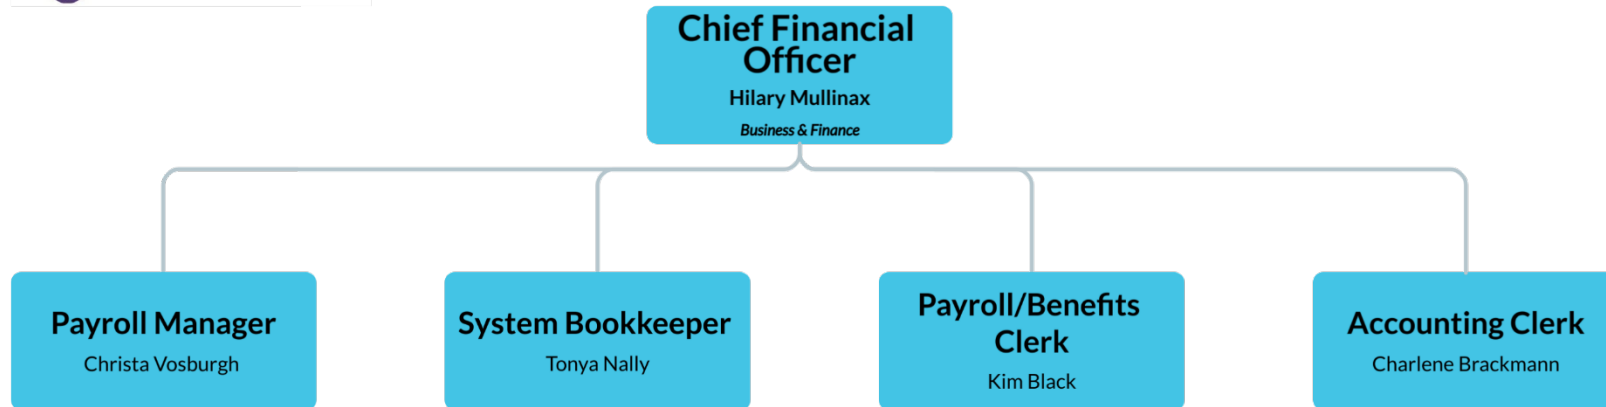 Chief Financial
Officer
Hilary Mullinax
Business & Finance
Payroll Manager
Christa Vosburgh
System Bookkeeper
Tonya Nally
Payroll/Benefits
Clerk
Kim Black
Accounting Clerk
Charlene Brackmann